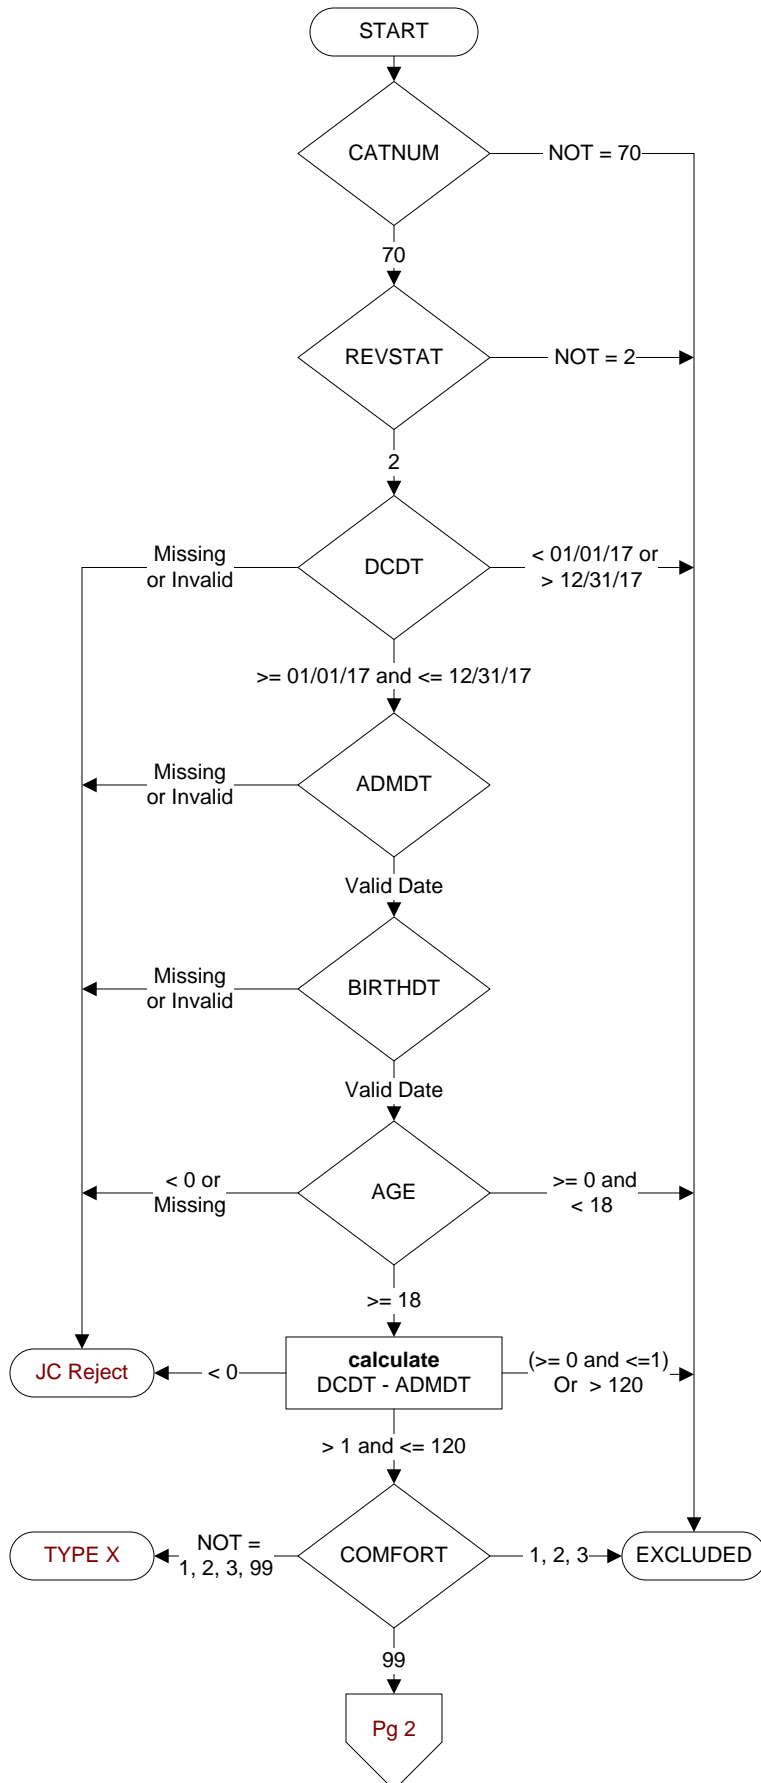 START
CATNUM
NOT = 70
70
REVSTAT
NOT = 2
2
Missing
or Invalid
DCDT
< 01/01/17 or
> 12/31/17
>= 01/01/17 and <= 12/31/17
Missing
or Invalid
ADMDT
Valid Date
Missing
or Invalid
BIRTHDT
Valid Date
< 0 or
Missing
AGE
>= 0 and
< 18
>= 18
JC Reject
< 0
calculate
DCDT - ADMDT
(>= 0 and <=1)
Or > 120
> 1 and <= 120
TYPE X
NOT =
1, 2, 3, 99
COMFORT
1, 2, 3
EXCLUDED
99
Pg 2